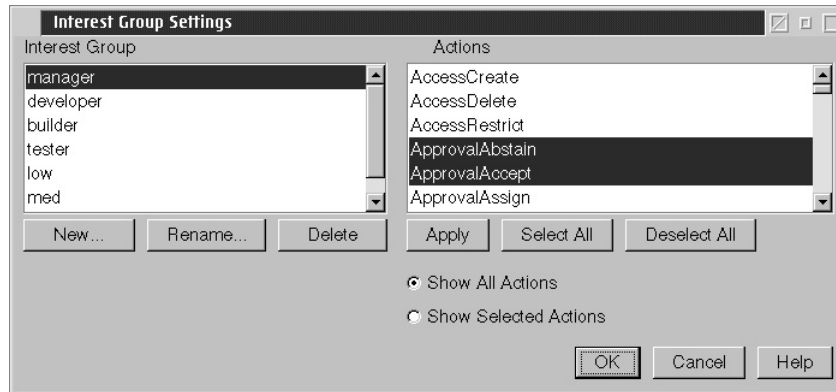 Interest Group Settings
Interest Group
Actions
manager
developer
builder
tester
low
med
AccessCreate
AccessDelete
AccessRestrict
ApprovalAbstain
ApprovalAccept
ApprovalAssign
New... Rename... Delete
Apply Select All Deselect All
Show All Actions
Show Selected Actions
OK Cancel Help